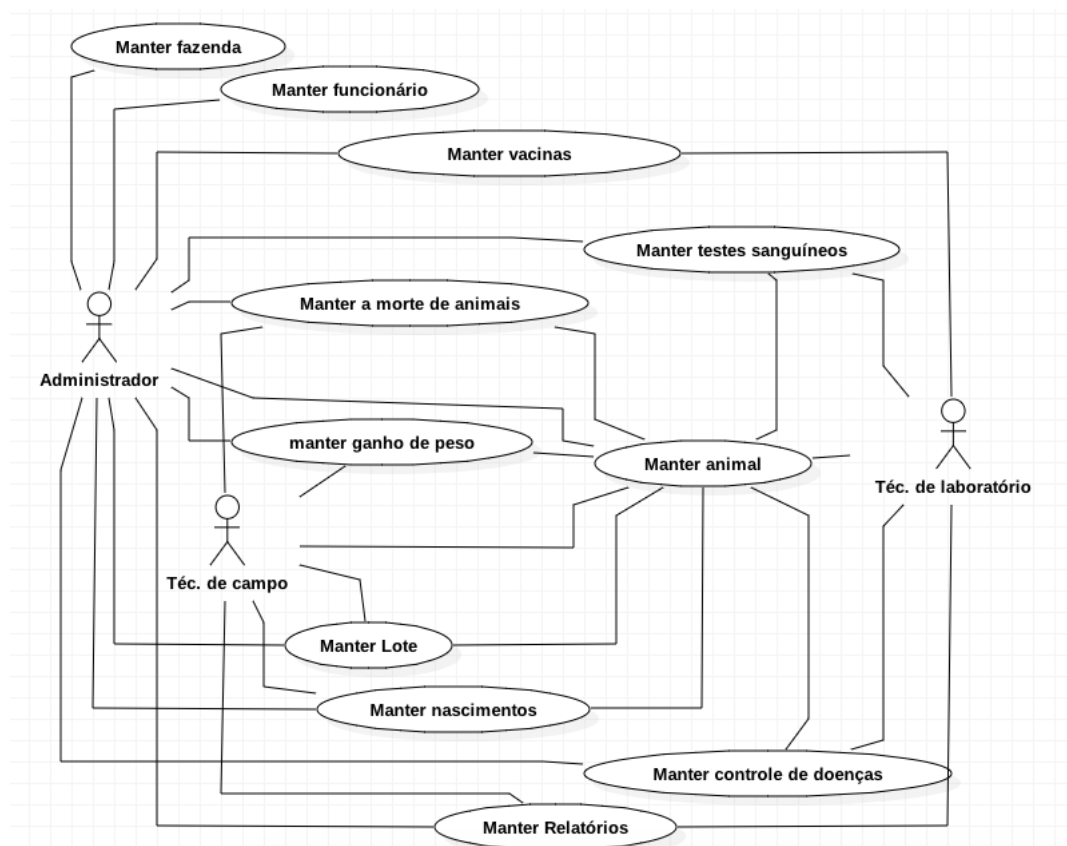 Manter fazenda
Manter funcionário
Manter vacinas
Manter testes sanguíneos
Manter a morte de animais
Administrador
manter ganho de peso
Manter animal
Téc. de laboratório
Téc. de campo
Manter Lote
Manter nascimentos
Manter controle de doenças
Manter Relatórios